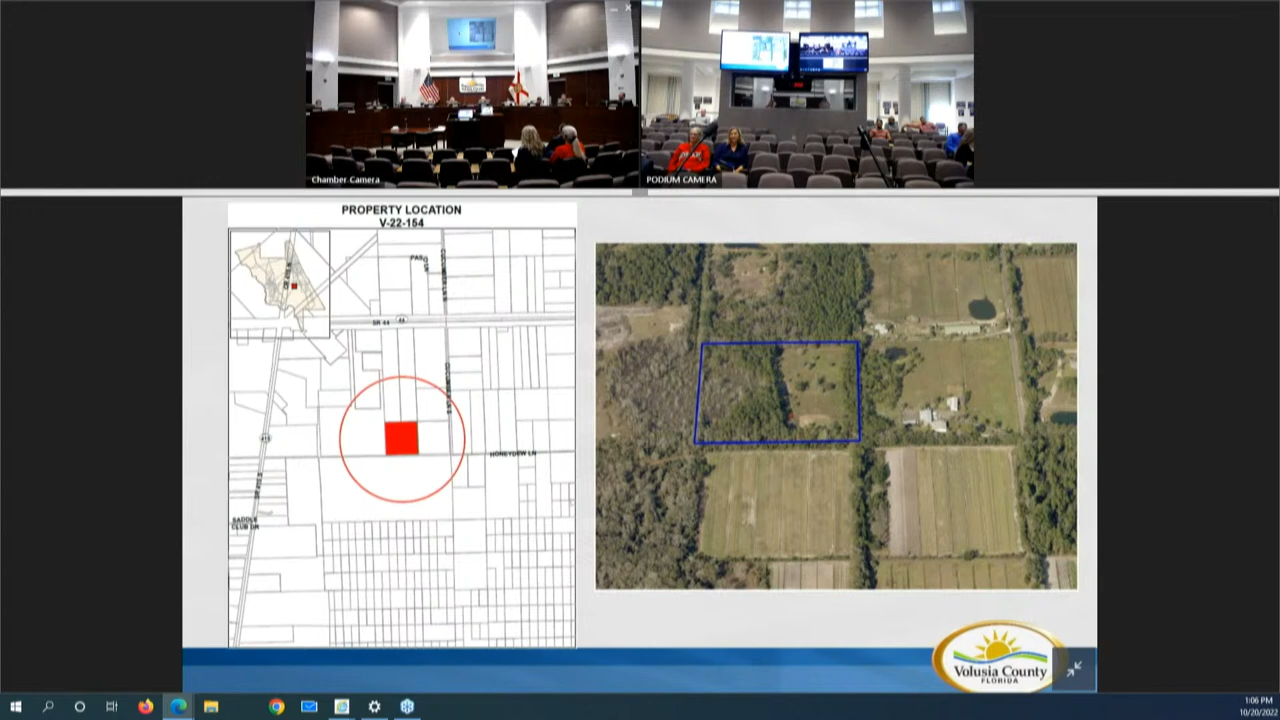 Chamber Camera
PODIUM CAMERA
PROPERTY LOCATION
V-22-154
SR 44
44
HONEYDEW LN
SADDLE
CLUB DR
Volusia County
FLORIDA
1:06 PM
10/20/2022